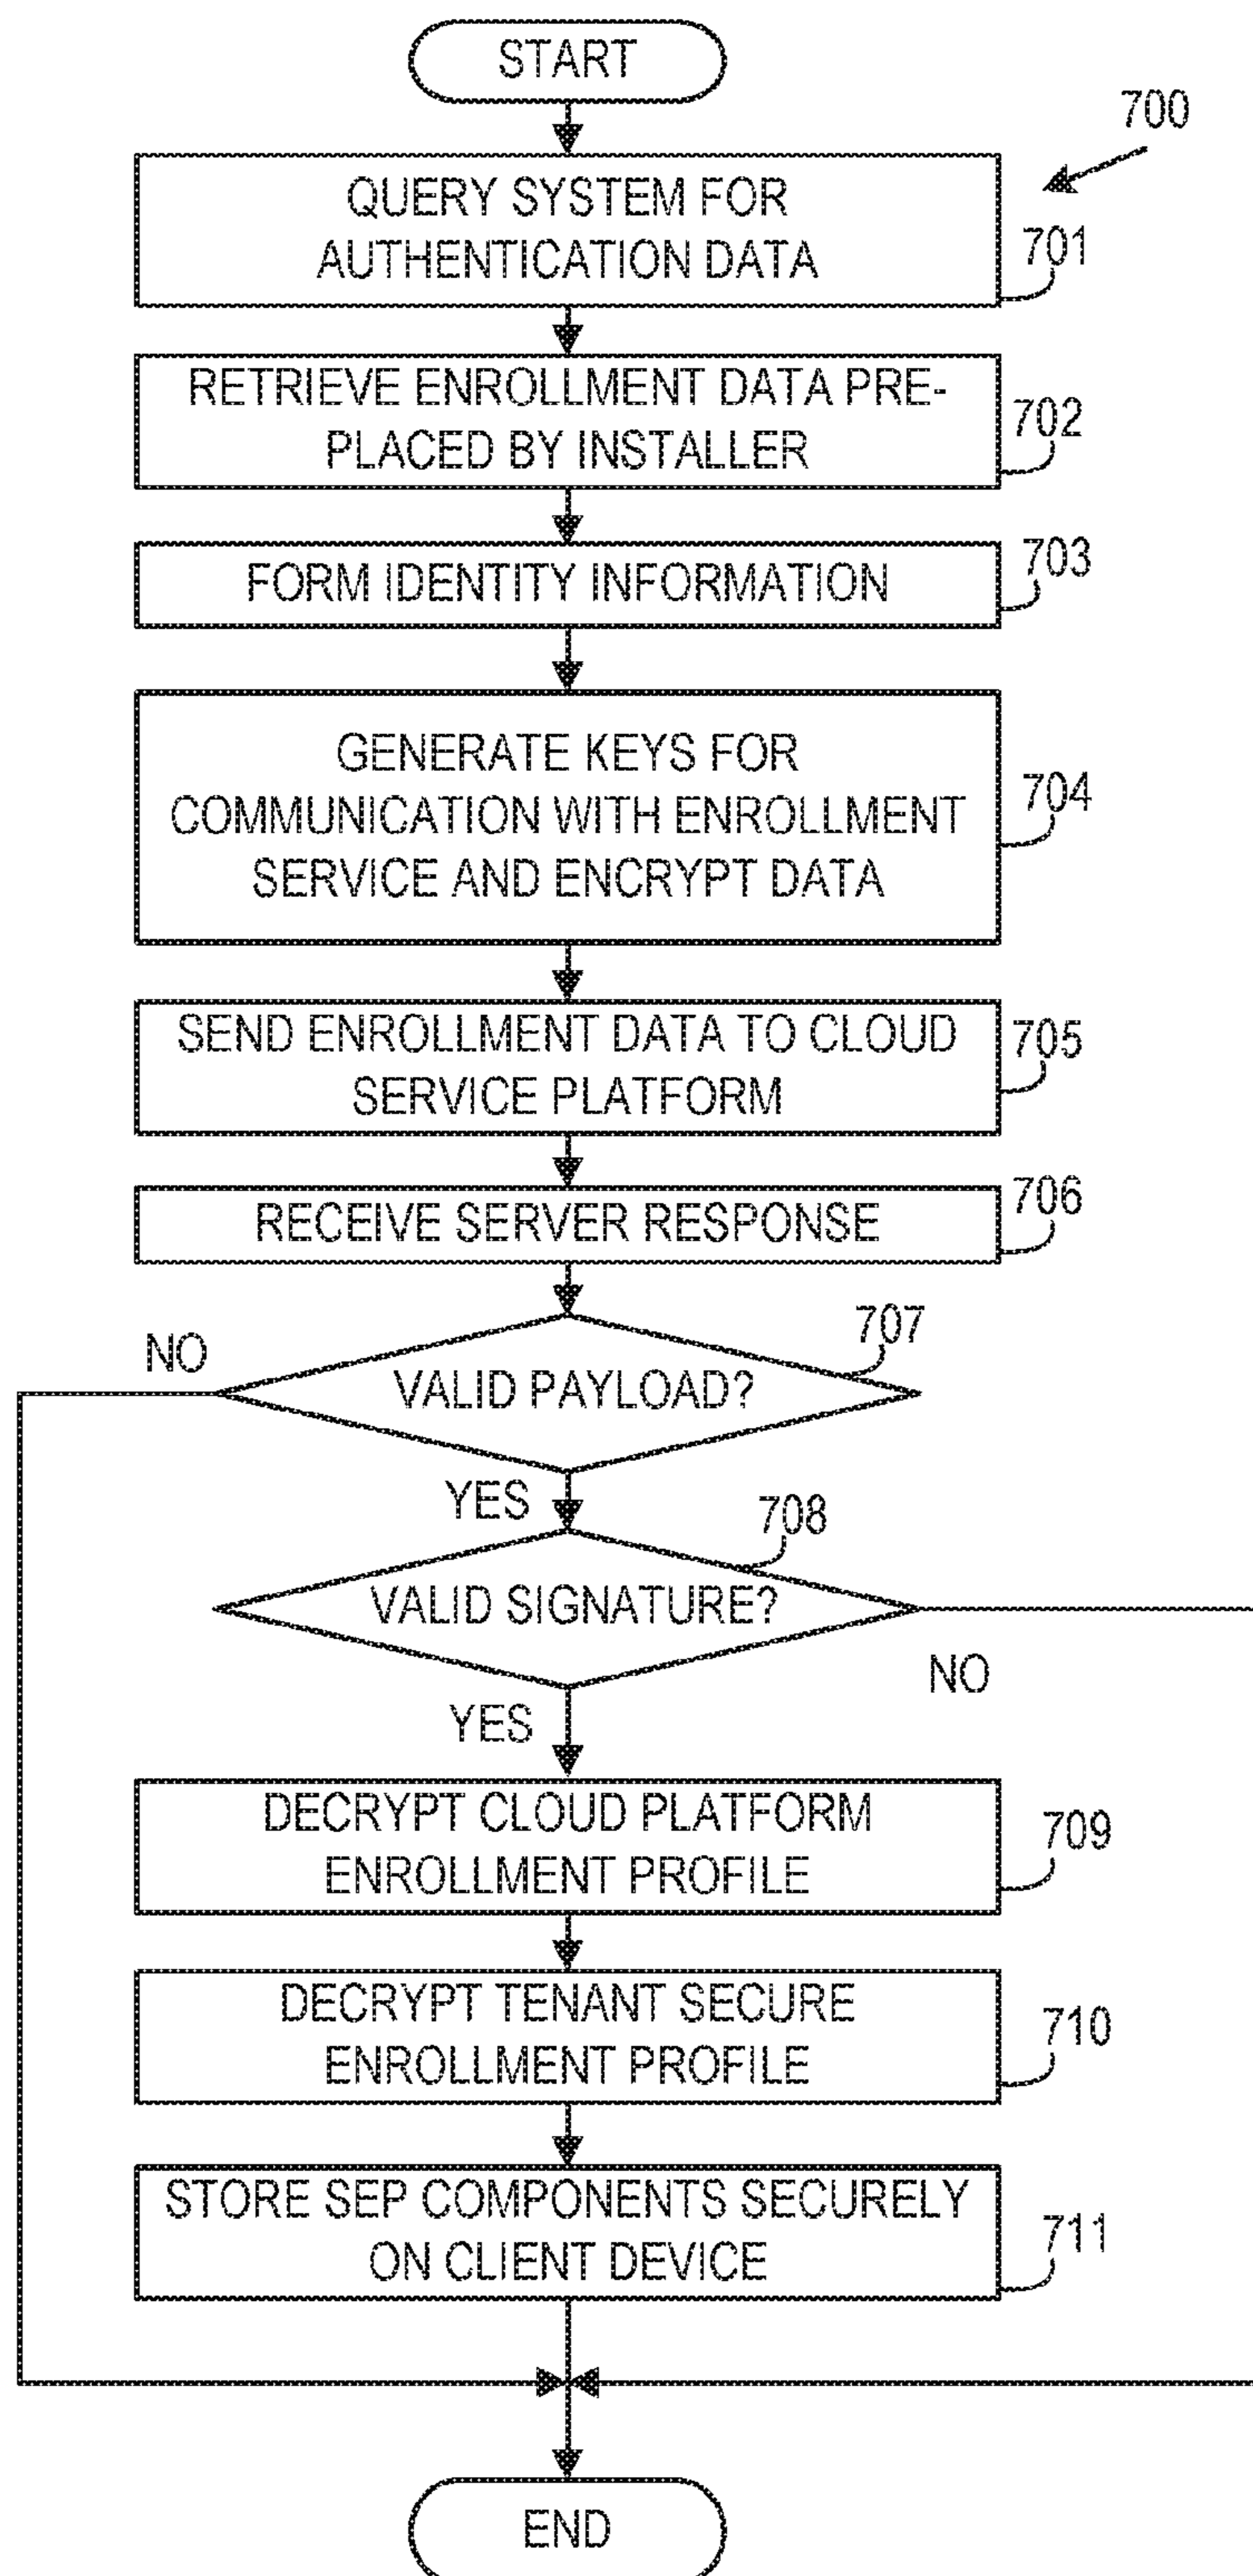 START
700
QUERY SYSTEM FOR
AUTHENTICATION DATA
701
RETRIEVE ENROLLMENT DATA PRE-
PLACED BY INSTALLER
702
FORM IDENTITY INFORMATION
703
GENERATE KEYS FOR
COMMUNICATION WITH ENROLLMENT
SERVICE AND ENCRYPT DATA
704
SEND ENROLLMENT DATA TO CLOUD
SERVICE PLATFORM
705
RECEIVE SERVER RESPONSE
706
NO
707
VALID PAYLOAD?
YES
708
VALID SIGNATURE?
NO
YES
DECRYPT CLOUD PLATFORM
ENROLLMENT PROFILE
709
DECRYPT TENANT SECURE
ENROLLMENT PROFILE
710
STORE SEP COMPONENTS SECURELY
ON CLIENT DEVICE
711
END